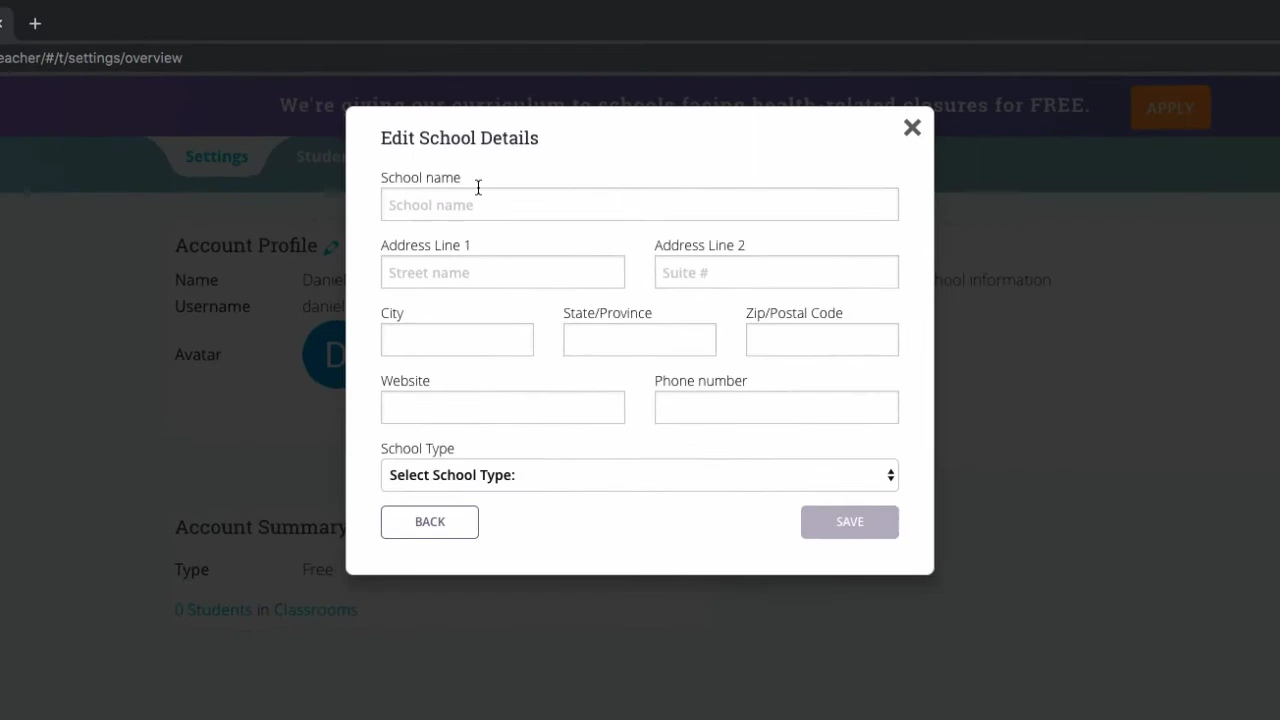 +
eacher/#/t/settings/overview
We're giving our curriculum to schools facing health-related closures for FREE.
APPLY
Settings
Studen
Edit School Details
School name
School name
Address Line 1
Address Line 2
Street name
Suite #
City
State/Province
Zip/Postal Code
Website
Phone number
School Type
Select School Type:
BACK
SAVE
Account Profile
Name
Daniel
hool information
Username
daniel
Avatar
D
Account Summary
Type
Free
0 Students in Classrooms